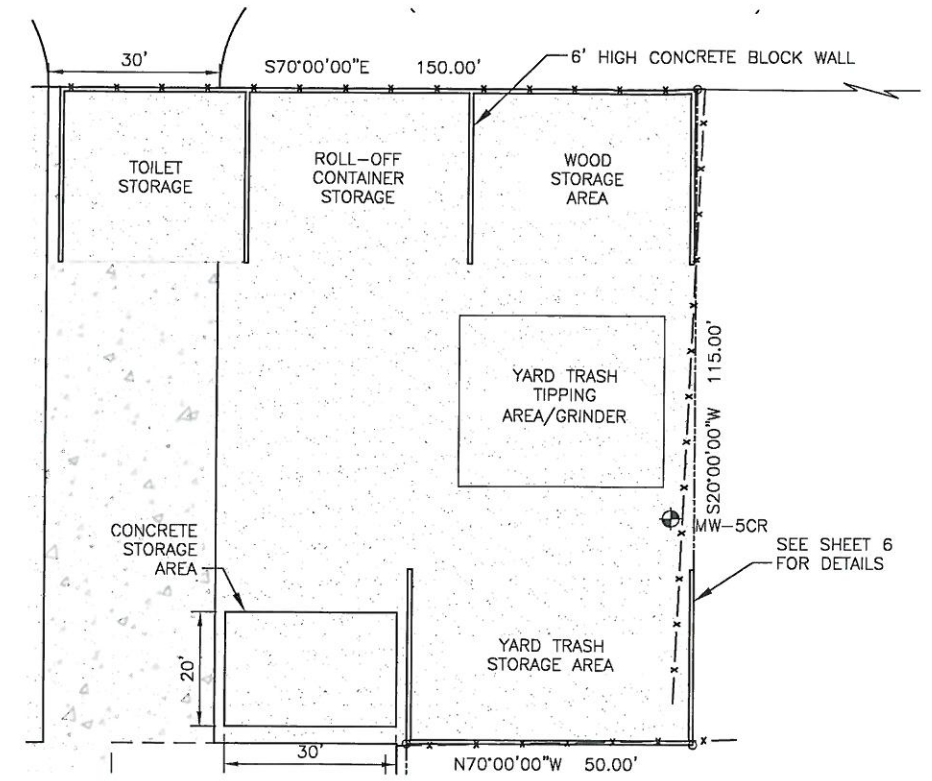 30'
S70°00'00"E 150.00'
6' HIGH CONCRETE BLOCK WALL
TOILET
STORAGE
ROLL-OFF
CONTAINER
STORAGE
WOOD
STORAGE
AREA
YARD TRASH
TIPPING
AREA/GRINDER
S20°00'00"W 115.00'
MW-5CR
SEE SHEET 6
FOR DETAILS
CONCRETE
STORAGE
AREA
20'
YARD TRASH
STORAGE AREA
30'
N70°00'00"W 50.00'